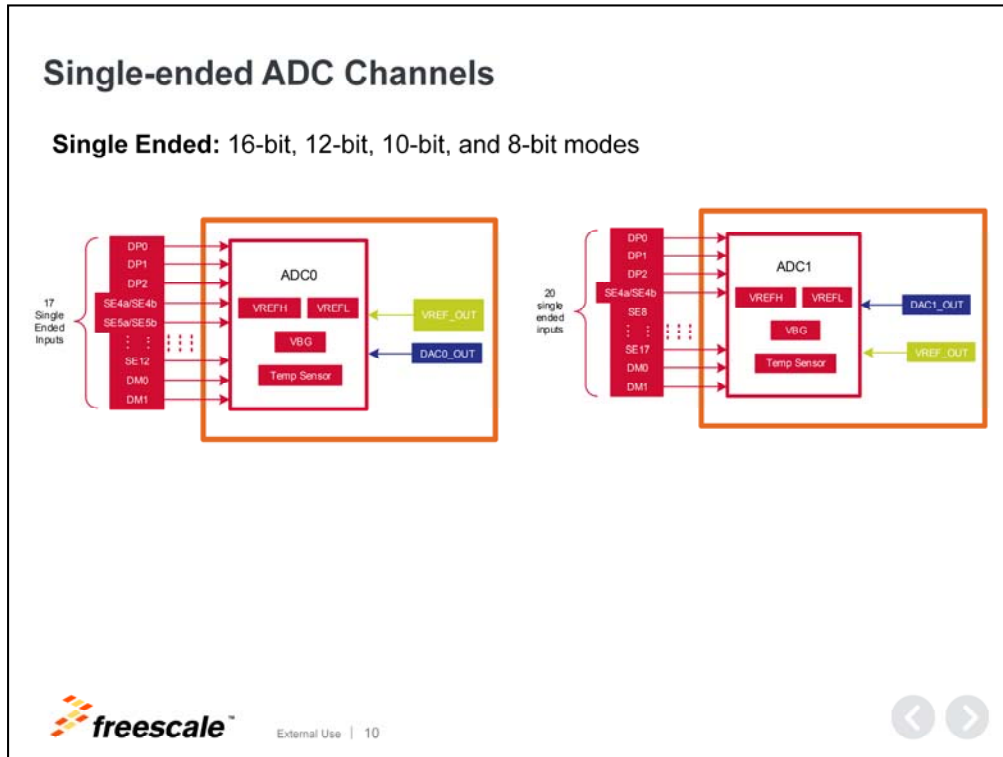 Single-ended ADC Channels
Single Ended: 16-bit, 12-bit, 10-bit, and 8-bit modes
17
Single
Ended
Inputs
DP0
DP1
DP2
SE4a/SE4b
SE5a/SE5b
SE12
DM0
DM1
ADC0
VREFH
VREFL
VBG
Temp Sensor
VREF_OUT
DAC0_OUT
20
single
ended
inputs
DP0
DP1
DP2
SE4a/SE4b
SE8
SE17
DM0
DM1
ADC1
VREFH
VREFL
VBG
Temp Sensor
DAC1_OUT
VREF_OUT
freescale™
External Use | 10